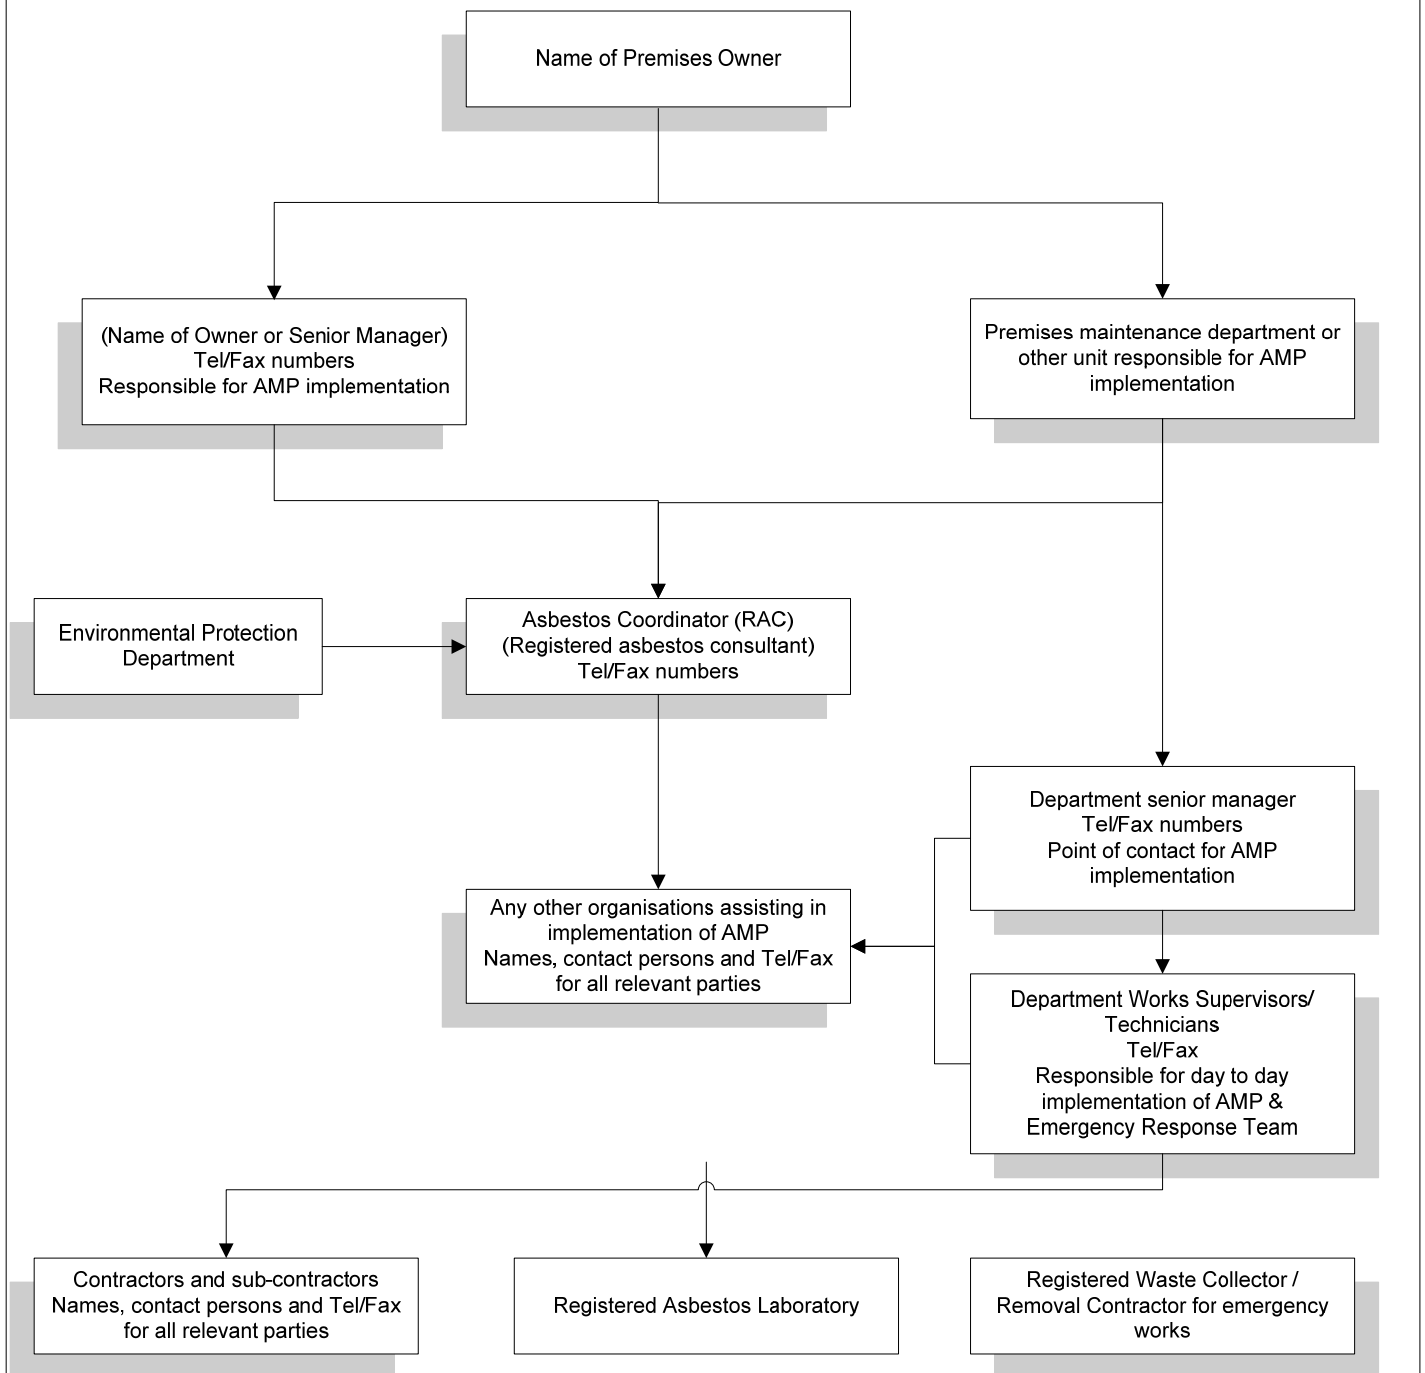 Name of Premises Owner
(Name of Owner or Senior Manager)
Tel/Fax numbers
Responsible for AMP implementation
Premises maintenance department or
other unit responsible for AMP
implementation
Environmental Protection
Department
Asbestos Coordinator (RAC)
(Registered asbestos consultant)
Tel/Fax numbers
Department senior manager
Tel/Fax numbers
Point of contact for AMP
implementation
Any other organisations assisting in
implementation of AMP
Names, contact persons and Tel/Fax
for all relevant parties
Department Works Supervisors/
Technicians
Tel/Fax
Responsible for day to day
implementation of AMP &
Emergency Response Team
Contractors and sub-contractors
Names, contact persons and Tel/Fax
for all relevant parties
Registered Asbestos Laboratory
Registered Waste Collector /
Removal Contractor for emergency
works